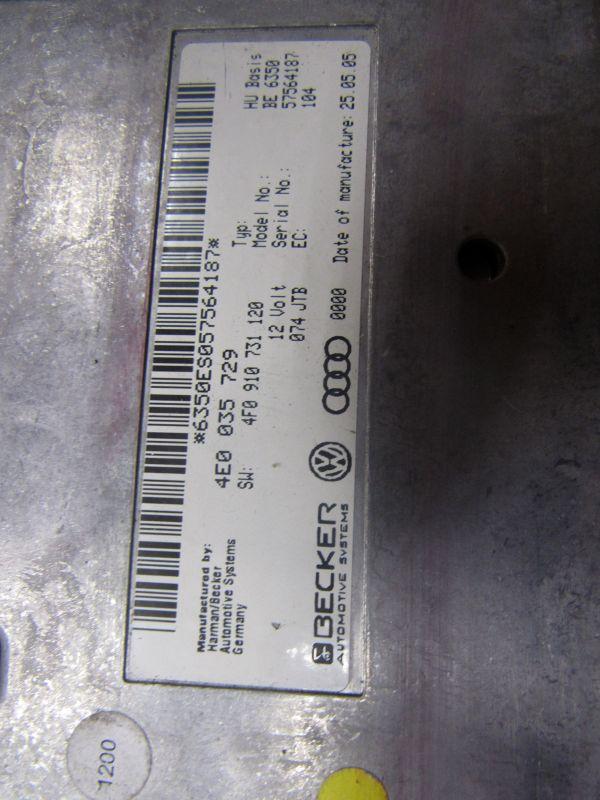 *6350ES057564187*
4E0 035 729
SW: 4F0 910 731 120
12 Volt
074 JTB
0000
Typ: HU Basis
Model No.: BE 6350
Serial No.: 57564187
EC: 104
Date of manufacture: 25.05.05
Manufactured by:
Harman/Becker
Automotive Systems
Germany
BECKER
AUTOMOTIVE SYSTEMS
1200